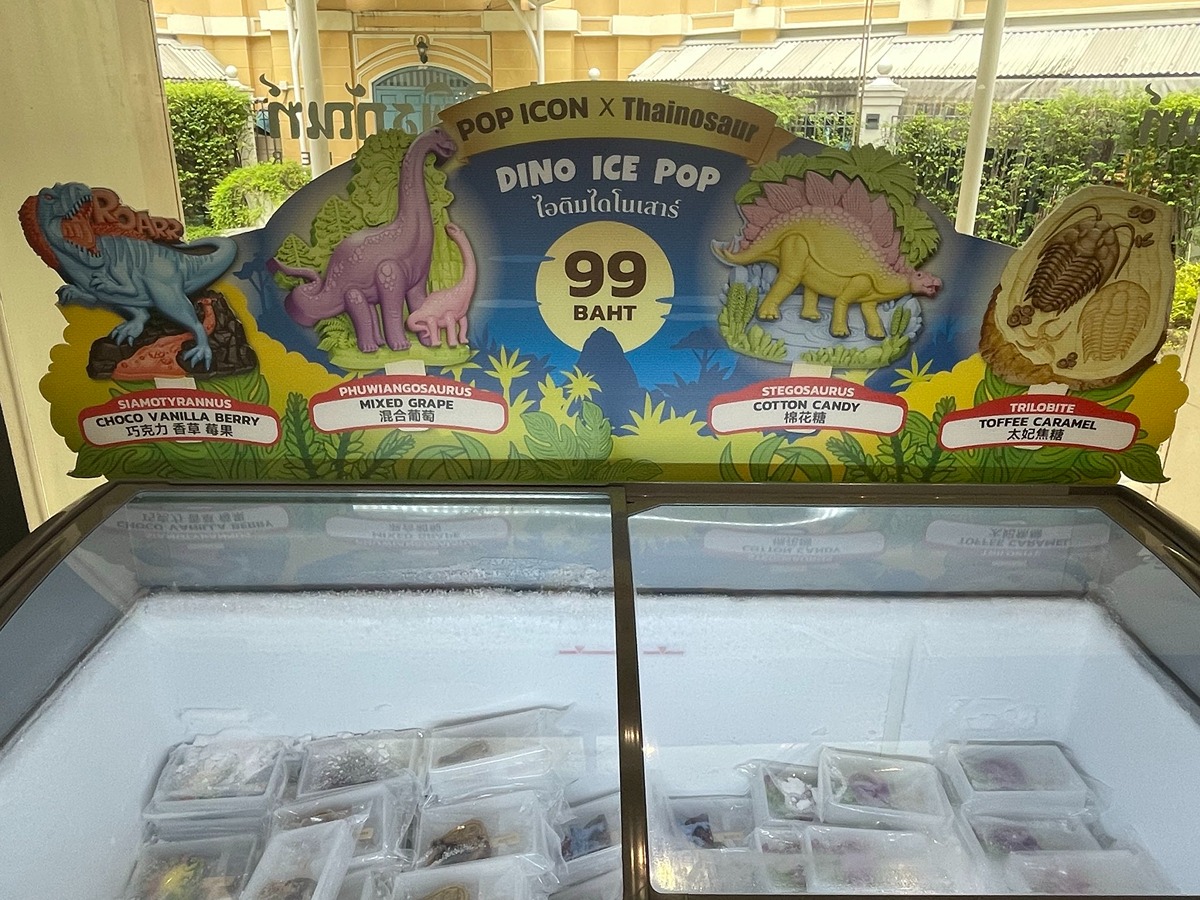 POP ICON X Thainosaur
DINO ICE POP
ไอติมไดโนเสาร์
99
BAHT
ROARR
SIAMOTYRANNUS
CHOCO VANILLA BERRY
巧克力 香草 莓果
PHUWIANGOSAURUS
MIXED GRAPE
混合葡萄
STEGOSAURUS
COTTON CANDY
棉花糖
TRILOBITE
TOFFEE CARAMEL
太妃焦糖